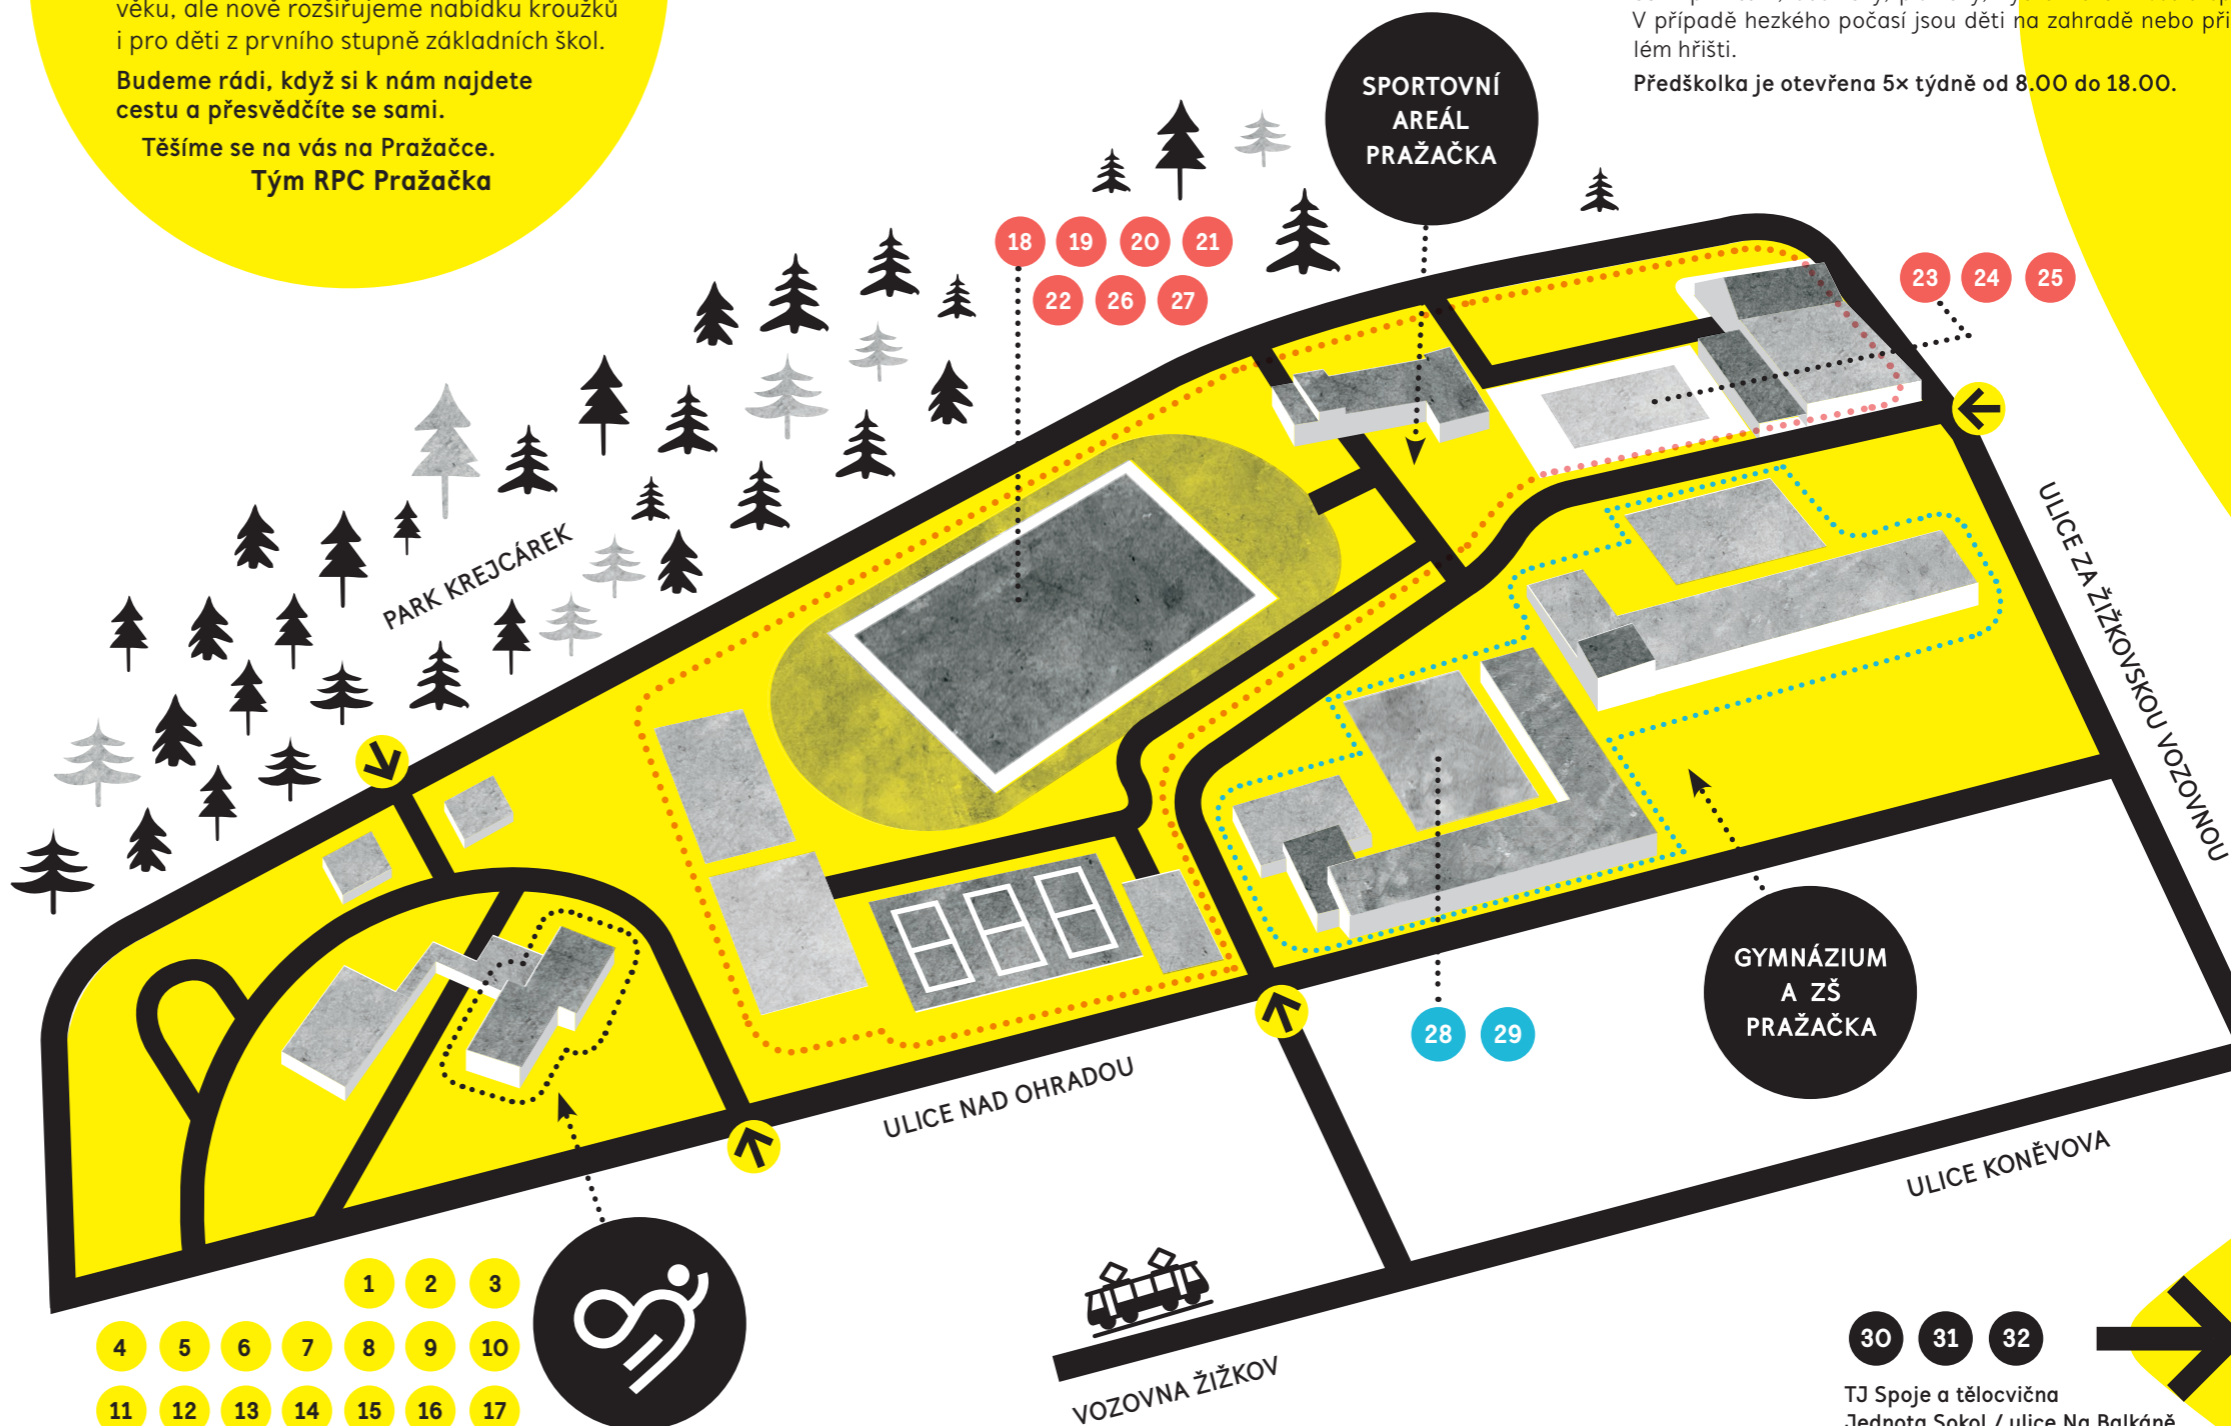 věku, ale nově rozšiřujeme nabídku kroužků
i pro děti z prvního stupně základních škol.
Budeme rádi, když si k nám najdete
cestu a přesvědčíte se sami.
Těšíme se na vás na Pražačce.
Tým RPC Pražačka
V případě hezkého počasí jsou děti na zahradě nebo při
lém hřišti.
Předškolka je otevřena 5× týdně od 8.00 do 18.00.
SPORTOVNÍ
AREÁL
PRAŽAČKA
18 19 20 21
22 26 27
23 24 25
PARK KREJCÁREK
ULICE ZA ŽIŽKOVSKOU VOZOVNOU
GYMNÁZIUM
A ZŠ
PRAŽAČKA
28 29
ULICE NAD OHRADOU
ULICE KONĚVOVA
VOZOVNA ŽIŽKOV
1 2 3
4 5 6 7 8 9 10
11 12 13 14 15 16 17
30 31 32
TJ Spoje a tělocvična
Jednota Sokol / ulice Na Balkáně